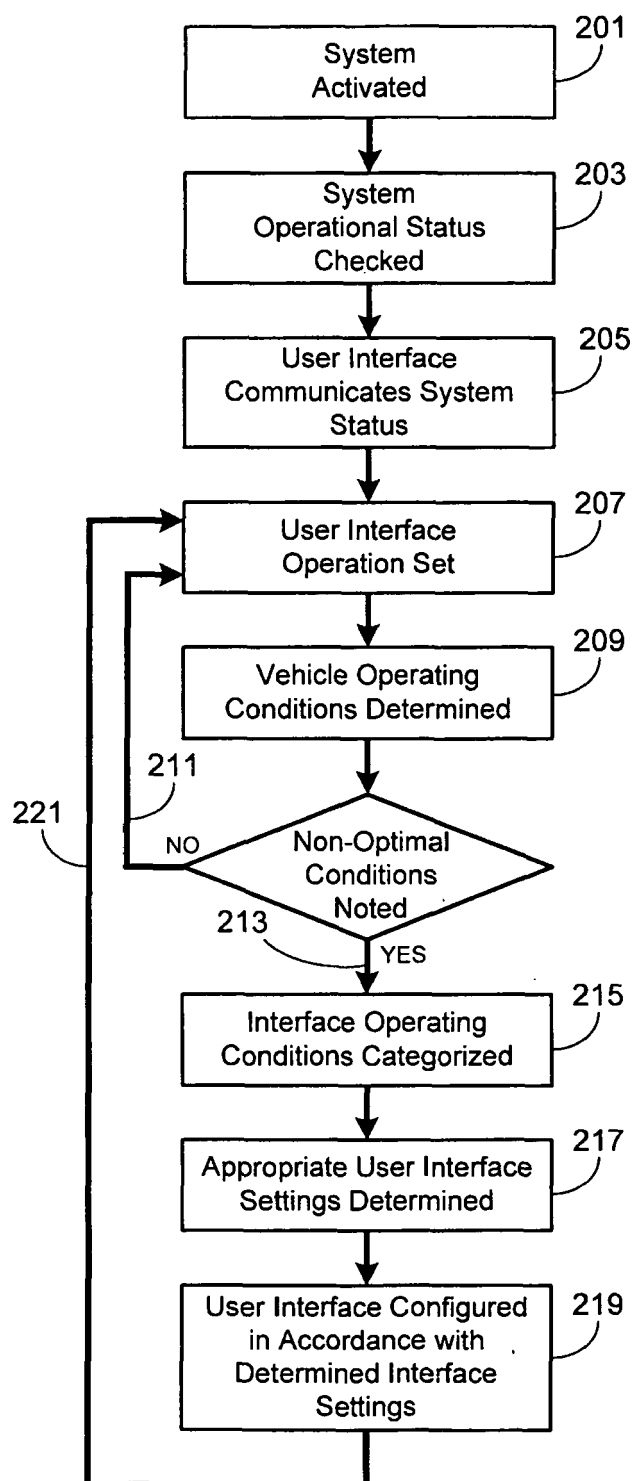 201
System
Activated
203
System
Operational Status
Checked
205
User Interface
Communicates System
Status
207
User Interface
Operation Set
209
Vehicle Operating
Conditions Determined
211
221
NO
Non-Optimal
Conditions
Noted
213
YES
215
Interface Operating
Conditions Categorized
217
Appropriate User Interface
Settings Determined
219
User Interface Configured
in Accordance with
Determined Interface
Settings